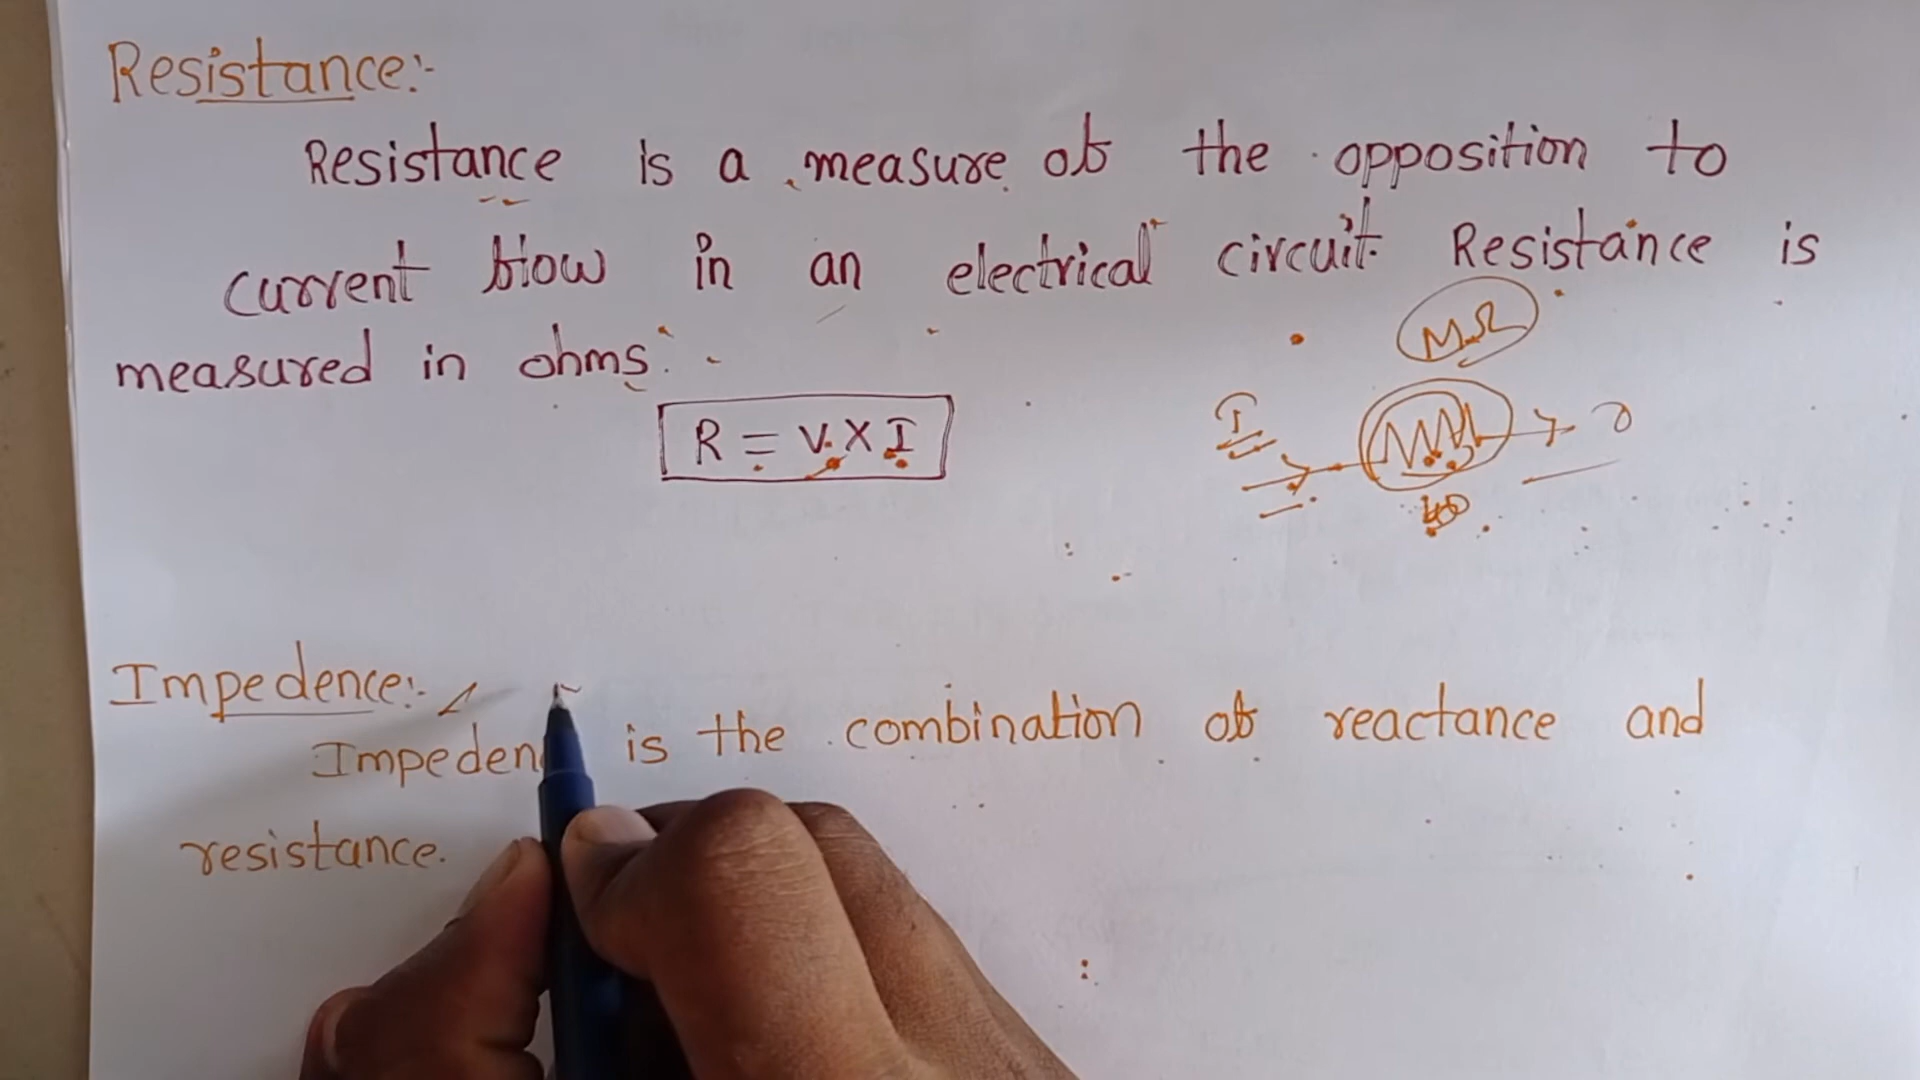 Resistance:-
Resistance is a measure of the opposition to
current flow in an electrical circuit. Resistance is
measured in ohms.
MΩ
R = V X I
I
Impedence:-
Impeden is the combination of reactance and
resistance.